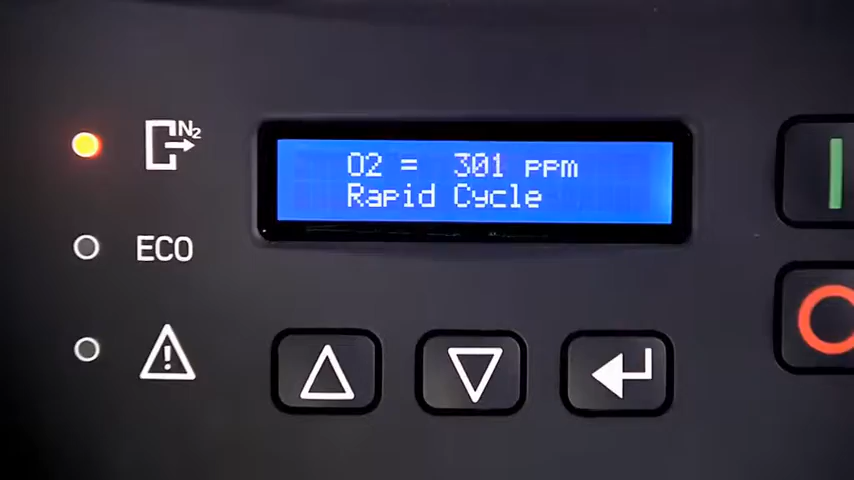 N2
O2 = 301 ppm
Rapid Cycle
ECO